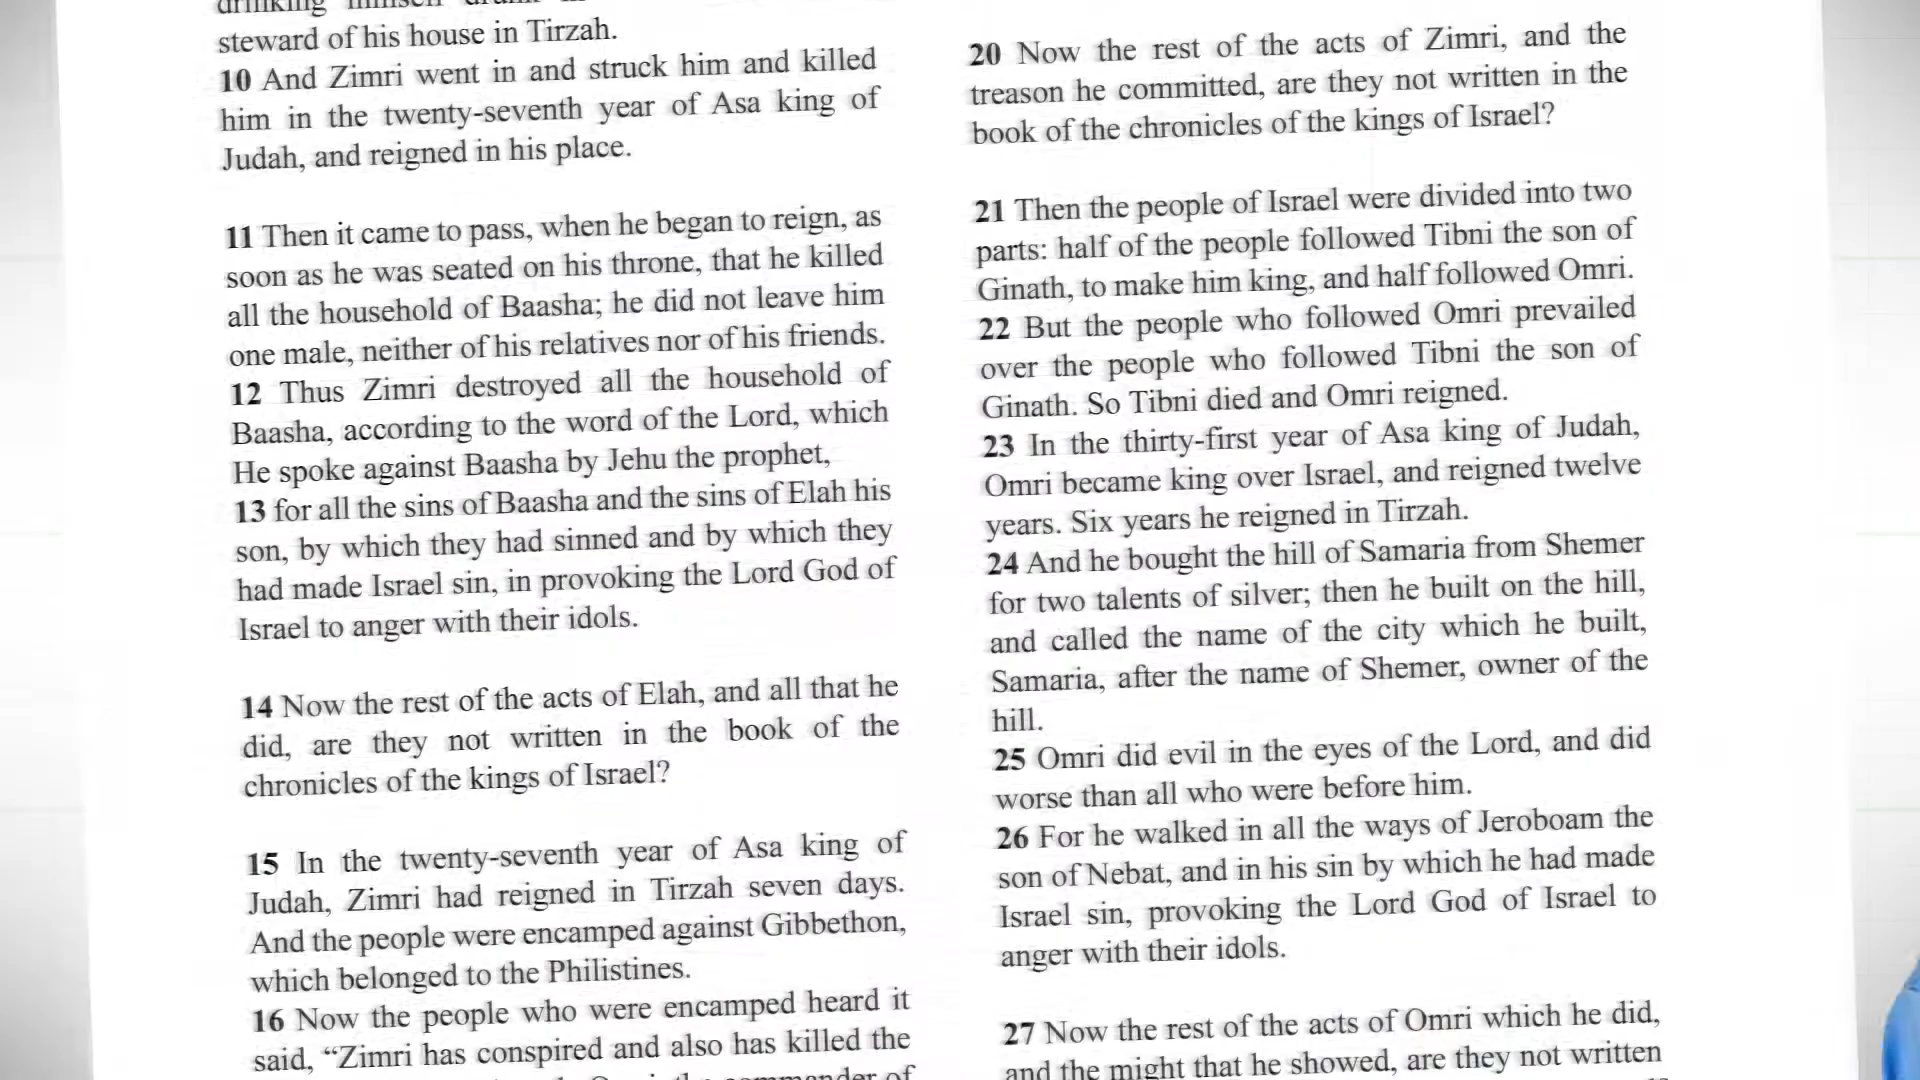 steward of his house in Tirzah.
10 And Zimri went in and struck him and killed
him in the twenty-seventh year of Asa king of
Judah, and reigned in his place.
11 Then it came to pass, when he began to reign, as
soon as he was seated on his throne, that he killed
all the household of Baasha; he did not leave him
one male, neither of his relatives nor of his friends.
12 Thus Zimri destroyed all the household of
Baasha, according to the word of the Lord, which
He spoke against Baasha by Jehu the prophet,
13 for all the sins of Baasha and the sins of Elah his
son, by which they had sinned and by which they
had made Israel sin, in provoking the Lord God of
Israel to anger with their idols.
14 Now the rest of the acts of Elah, and all that he
did, are they not written in the book of the
chronicles of the kings of Israel?
15 In the twenty-seventh year of Asa king of
Judah, Zimri had reigned in Tirzah seven days.
And the people were encamped against Gibbethon,
which belonged to the Philistines.
16 Now the people who were encamped heard it
said, “Zimri has conspired and also has killed the
20 Now the rest of the acts of Zimri, and the
treason he committed, are they not written in the
book of the chronicles of the kings of Israel?
21 Then the people of Israel were divided into two
parts: half of the people followed Tibni the son of
Ginath, to make him king, and half followed Omri.
22 But the people who followed Omri prevailed
over the people who followed Tibni the son of
Ginath. So Tibni died and Omri reigned.
23 In the thirty-first year of Asa king of Judah,
Omri became king over Israel, and reigned twelve
years. Six years he reigned in Tirzah.
24 And he bought the hill of Samaria from Shemer
for two talents of silver; then he built on the hill,
and called the name of the city which he built,
Samaria, after the name of Shemer, owner of the
hill.
25 Omri did evil in the eyes of the Lord, and did
worse than all who were before him.
26 For he walked in all the ways of Jeroboam the
son of Nebat, and in his sin by which he had made
Israel sin, provoking the Lord God of Israel to
anger with their idols.
27 Now the rest of the acts of Omri which he did,
and the might that he showed, are they not written